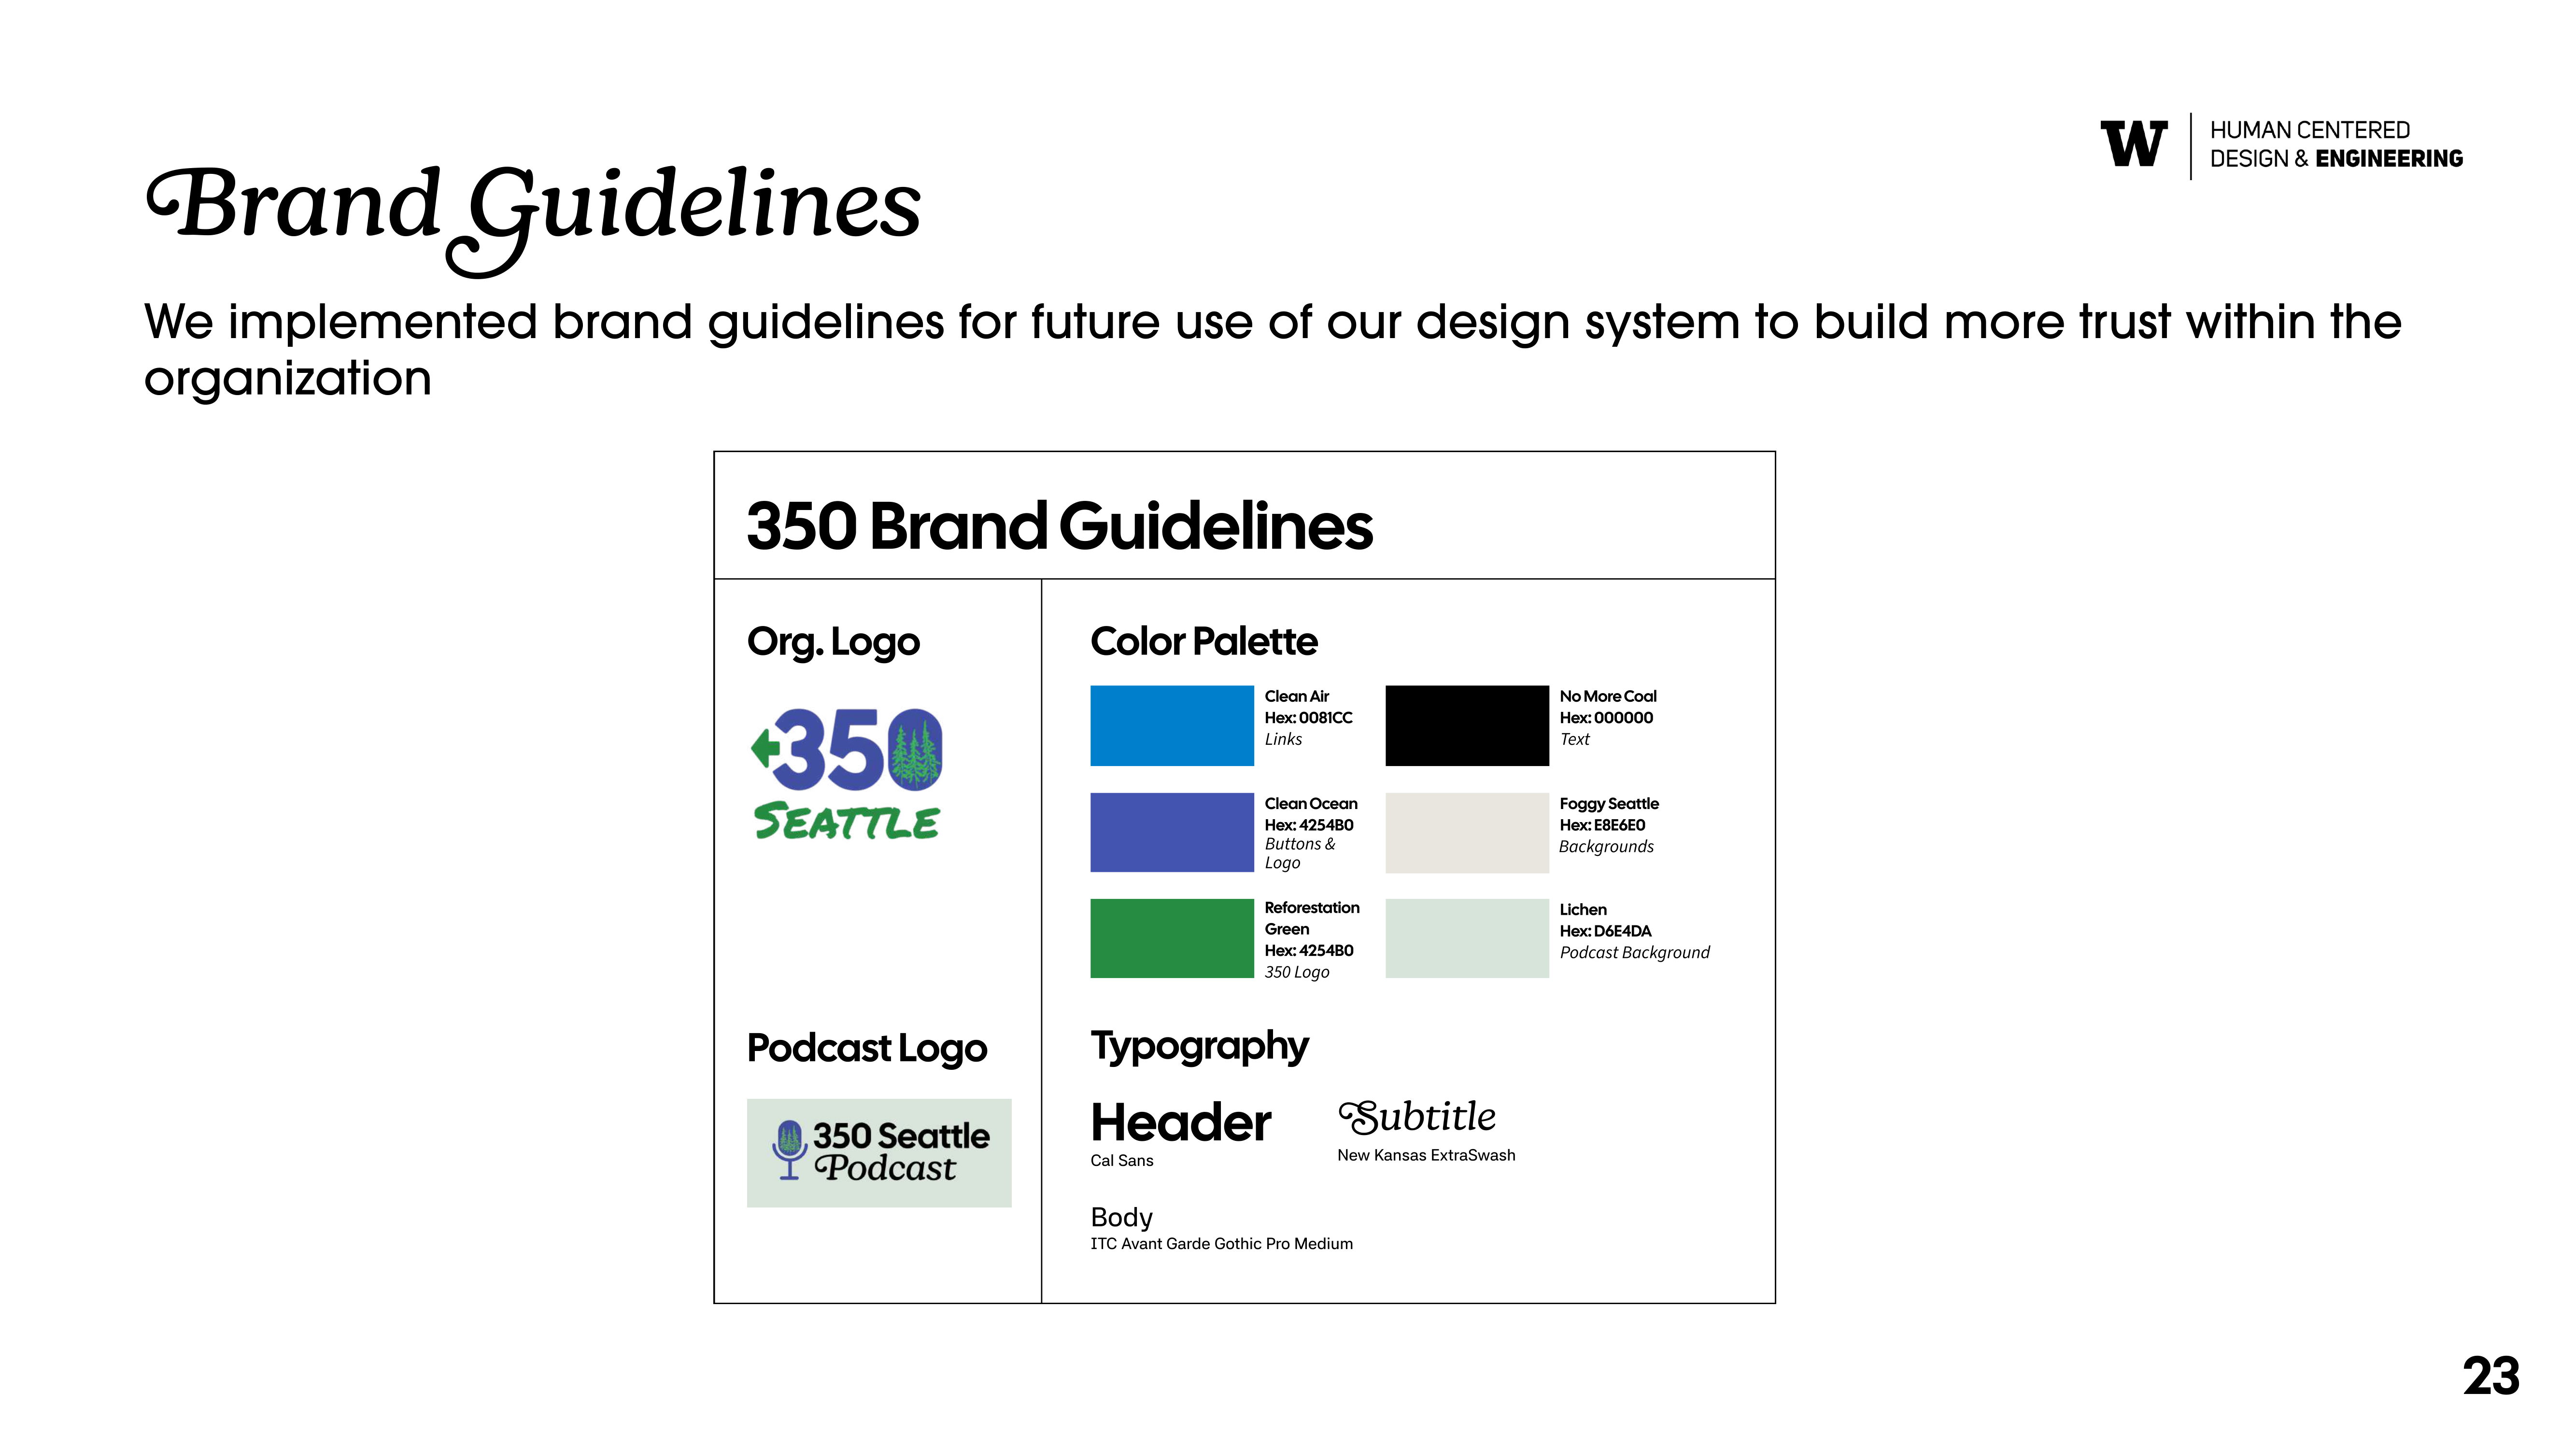 W
HUMAN CENTERED
DESIGN & ENGINEERING
Brand Guidelines
We implemented brand guidelines for future use of our design system to build more trust within the
organization
350 Brand Guidelines
Org. Logo
350
SEATTLE
Color Palette
Clean Air
Hex: 0081CC
Links
No More Coal
Hex: 000000
Text
Clean Ocean
Hex: 4254B0
Buttons &
Logo
Foggy Seattle
Hex: E8E6E0
Backgrounds
Reforestation
Green
Hex: 4254B0
350 Logo
Lichen
Hex: D6E4DA
Podcast Background
Podcast Logo
350 Seattle
Podcast
Typography
Header
Cal Sans
Subtitle
New Kansas ExtraSwash
Body
ITC Avant Garde Gothic Pro Medium
23